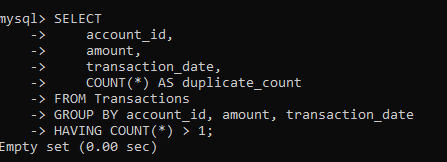 mysql> SELECT
    ->     account_id,
    ->     amount,
    ->     transaction_date,
    ->     COUNT(*) AS duplicate_count
    -> FROM Transactions
    -> GROUP BY account_id, amount, transaction_date
    -> HAVING COUNT(*) > 1;
Empty set (0.00 sec)